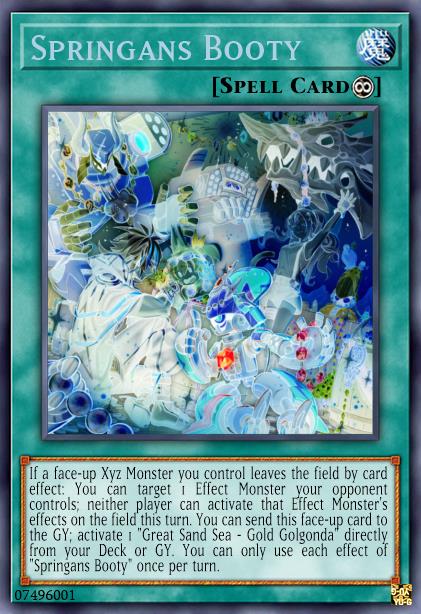 Springans Booty
[Spell Card]
If a face-up Xyz Monster you control leaves the field by card
effect: You can target 1 Effect Monster your opponent
controls; neither player can activate that Effect Monster's
effects on the field this turn. You can send this face-up card to
the GY; activate 1 "Great Sand Sea - Gold Golgonda" directly
from your Deck or GY. You can only use each effect of
"Springans Booty" once per turn.
07496001